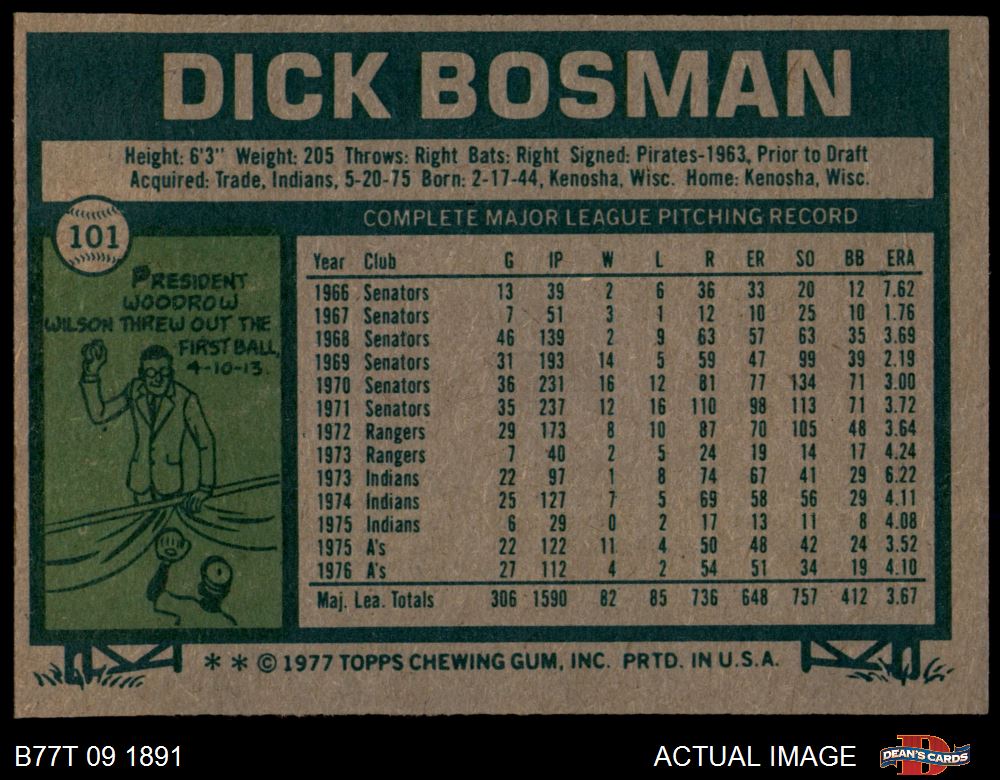 DICK BOSMAN
Height: 6'3" Weight: 205 Throws: Right Bats: Right Signed: Pirates-1963, Prior to Draft
Acquired: Trade, Indians, 5-20-75 Born: 2-17-44, Kenosha, Wisc. Home: Kenosha, Wisc.
101
PRESIDENT
WOODROW
WILSON THREW OUT THE
FIRST BALL,
4-10-13.
COMPLETE MAJOR LEAGUE PITCHING RECORD
Year Club G IP W L R ER SO BB ERA
1966 Senators 13 39 2 6 36 33 20 12 7.62
1967 Senators 7 51 3 1 12 10 25 10 1.76
1968 Senators 46 139 2 9 63 57 63 35 3.69
1969 Senators 31 193 14 5 59 47 99 39 2.19
1970 Senators 36 231 16 12 81 77 134 71 3.00
1971 Senators 35 237 12 16 110 98 113 71 3.72
1972 Rangers 29 173 8 10 87 70 105 48 3.64
1973 Rangers 7 40 2 5 24 19 14 17 4.24
1973 Indians 22 97 1 8 74 67 41 29 6.22
1974 Indians 25 127 7 5 69 58 56 29 4.11
1975 Indians 6 29 0 2 17 13 11 8 4.08
1975 A's 22 122 11 4 50 48 42 24 3.52
1976 A's 27 112 4 2 54 51 34 19 4.10
Maj. Lea. Totals 306 1590 82 85 736 648 757 412 3.67
* * © 1977 TOPPS CHEWING GUM, INC. PRTD. IN U.S.A.
B77T 09 1891
ACTUAL IMAGE
DEAN'S CARDS